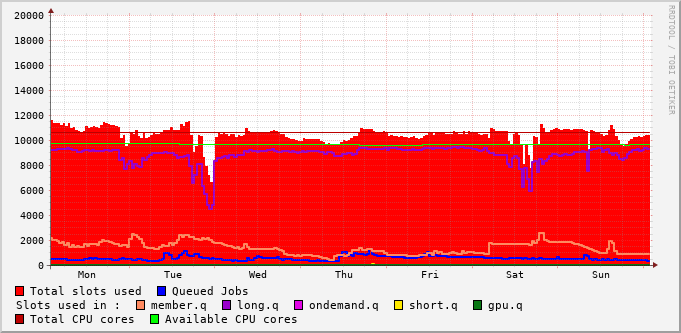 20000
18000
16000
14000
12000
10000
8000
6000
4000
2000
0
Mon Tue Wed Thu Fri Sat Sun
RRDTOOL / TOBI OETIKER
Total slots used Queued Jobs
Slots used in : member.q long.q ondemand.q short.q gpu.q
Total CPU cores Available CPU cores